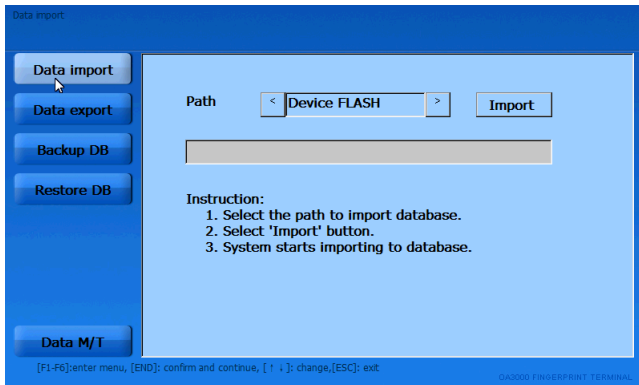 Data import
Data import
Data export
Backup DB
Restore DB
Data M/T
Path < Device FLASH > Import
Instruction:
1. Select the path to import database.
2. Select 'Import' button.
3. System starts importing to database.
[F1-F6]:enter menu, [END]: confirm and continue, [ ↑ ↓ ]: change,[ESC]: exit
OA3000 FINGERPRINT TERMINAL